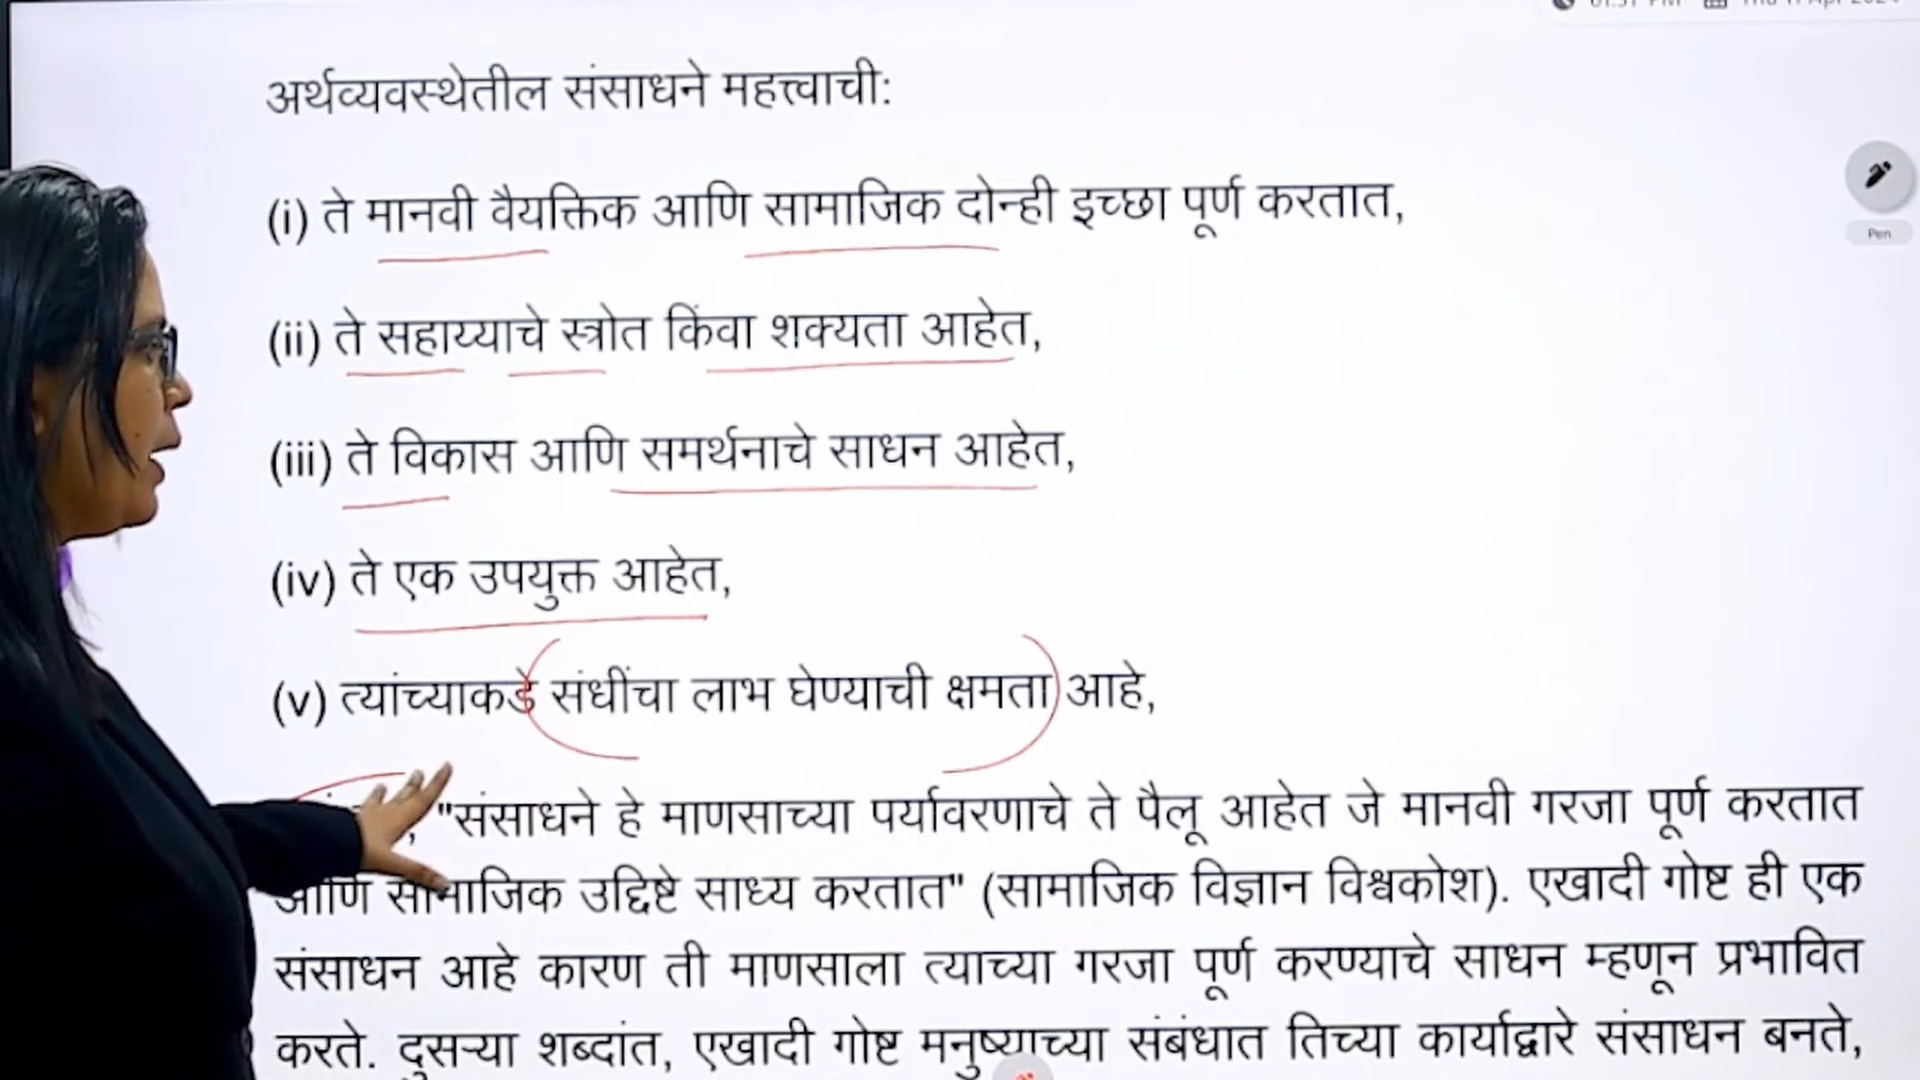 अर्थव्यवस्थेतील संसाधने महत्त्वाची:
(i) ते मानवी वैयक्तिक आणि सामाजिक दोन्ही इच्छा पूर्ण करतात,
Pen
(ii) ते सहाय्याचे स्त्रोत किंवा शक्यता आहेत,
(iii) ते विकास आणि समर्थनाचे साधन आहेत,
(iv) ते एक उपयुक्त आहेत,
(v) त्यांच्याकडे संधींचा लाभ घेण्याची क्षमता आहे,
"संसाधने हे माणसाच्या पर्यावरणाचे ते पैलू आहेत जे मानवी गरजा पूर्ण करतात
आणि सामाजिक उद्दिष्टे साध्य करतात" (सामाजिक विज्ञान विश्वकोश). एखादी गोष्ट ही एक
संसाधन आहे कारण ती माणसाला त्याच्या गरजा पूर्ण करण्याचे साधन म्हणून प्रभावित
करते. दुसऱ्या शब्दांत, एखादी गोष्ट मनुष्याच्या संबंधात तिच्या कार्याद्वारे संसाधन बनते,